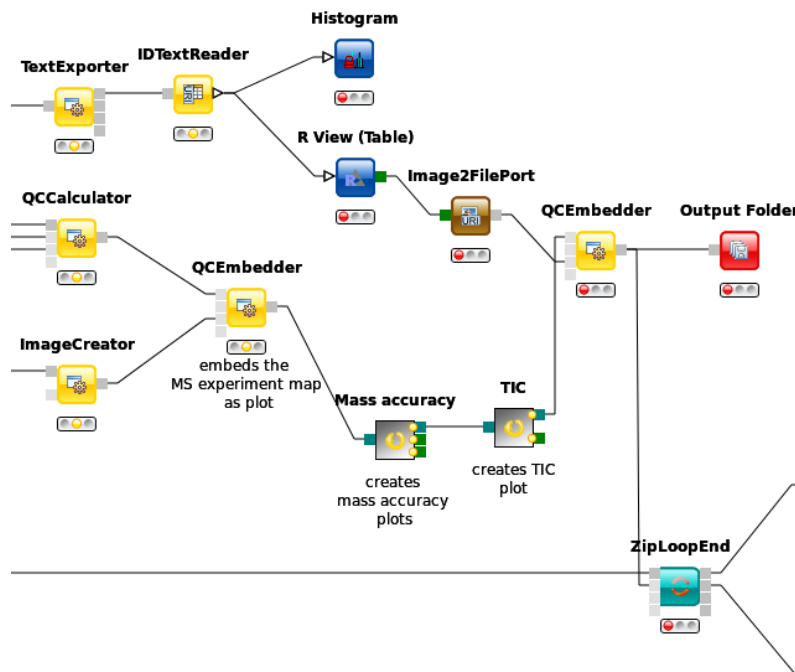 Histogram
IDTextReader
TextExporter
URI
R View (Table)
R
Image2FilePort
URI
QCCalculator
QCEmbedder
Output Folder
QCEmbedder
embeds the
MS experiment map
as plot
ImageCreator
Mass accuracy
creates
mass accuracy
plots
TIC
creates TIC
plot
ZipLoopEnd